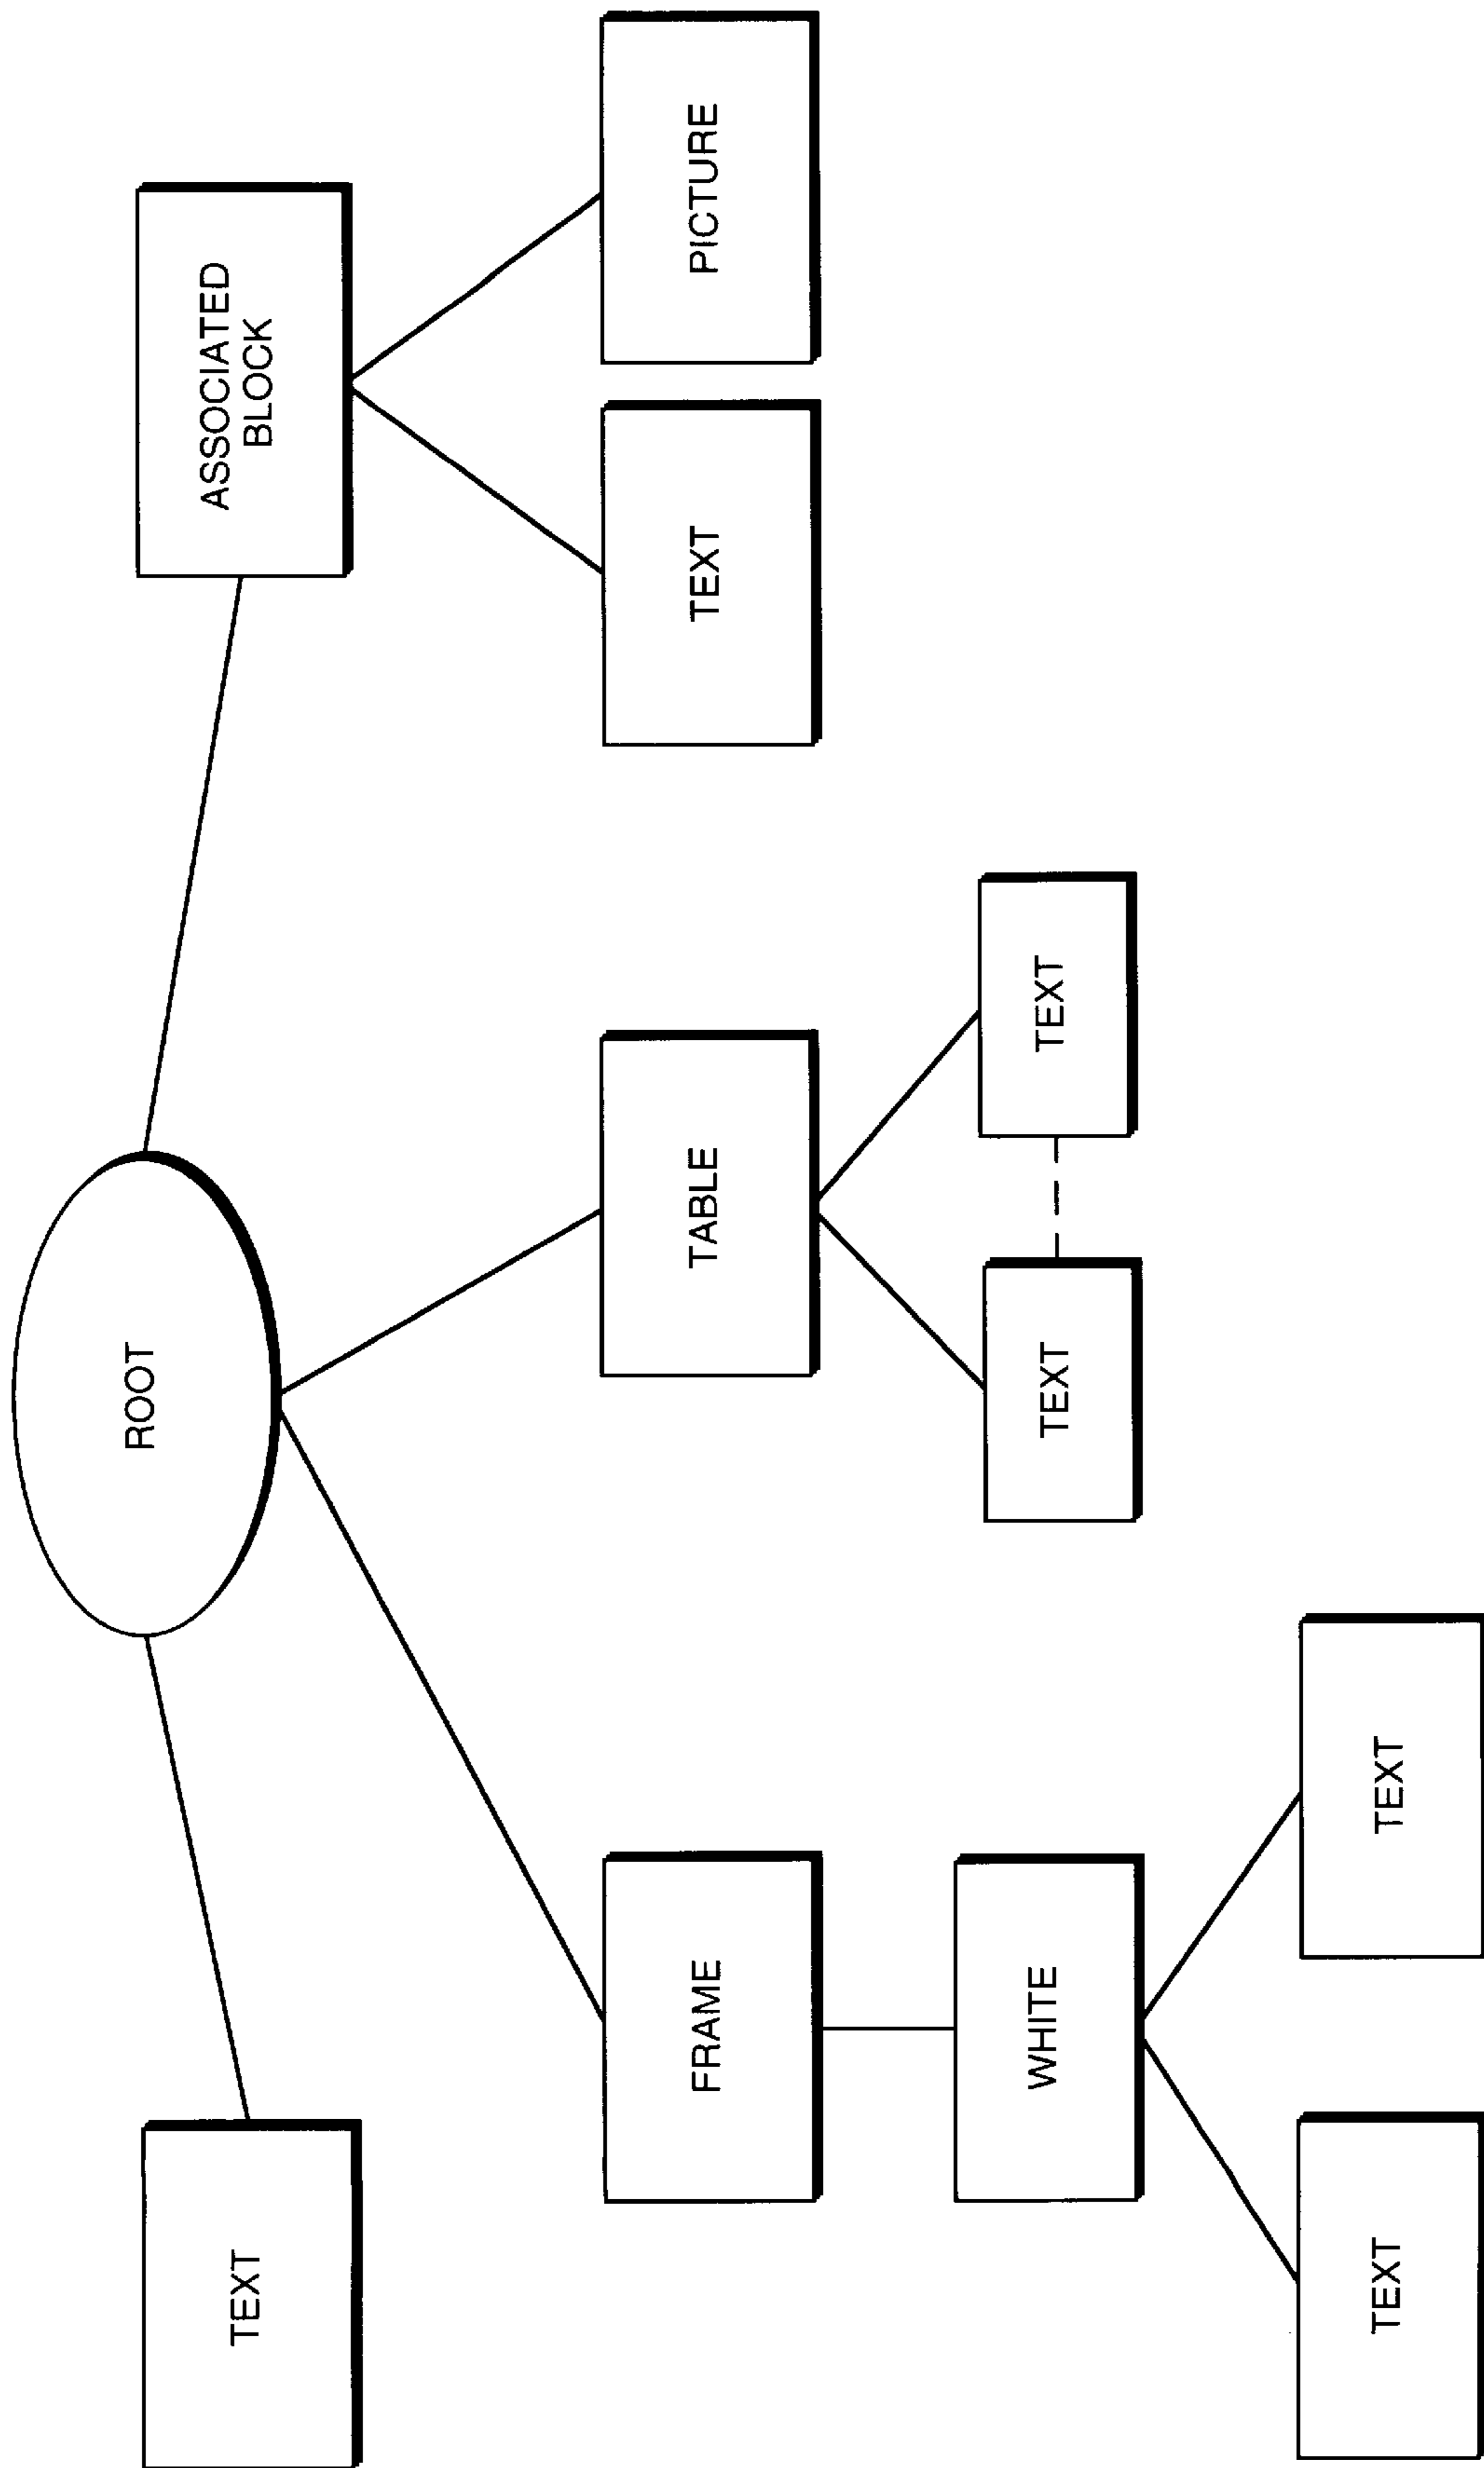 ROOT
TEXT
ASSOCIATED
BLOCK
FRAME
TABLE
TEXT
PICTURE
WHITE
TEXT
TEXT
TEXT
TEXT